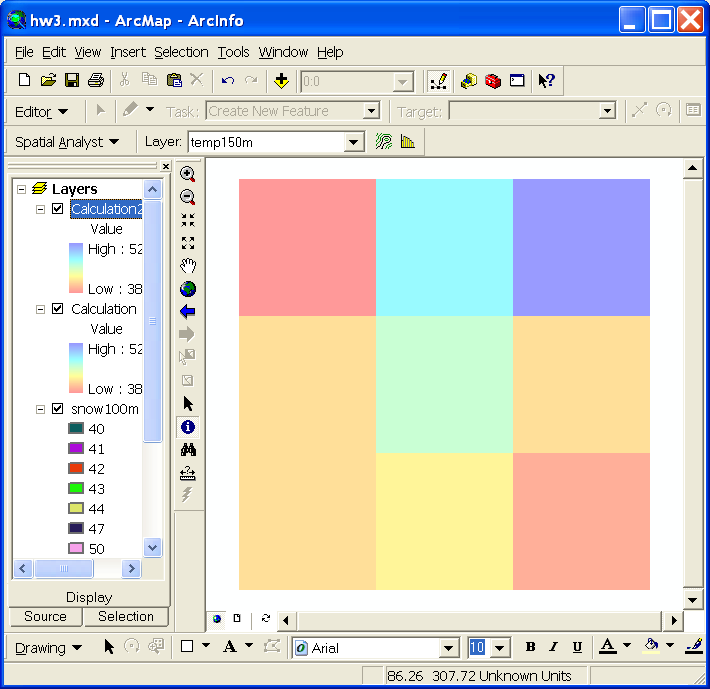 hw3.mxd - ArcMap - ArcInfo
File Edit View Insert Selection Tools Window Help
0:0
Editor Task: Create New Feature Target:
Spatial Analyst Layer: temp150m
Layers
Calculation2
Value
High : 52
Low : 38
Calculation
Value
High : 52
Low : 38
snow100m
40
41
42
43
44
47
50
Display
Source Selection
Drawing A Arial 10 B I U A
86.26 307.72 Unknown Units